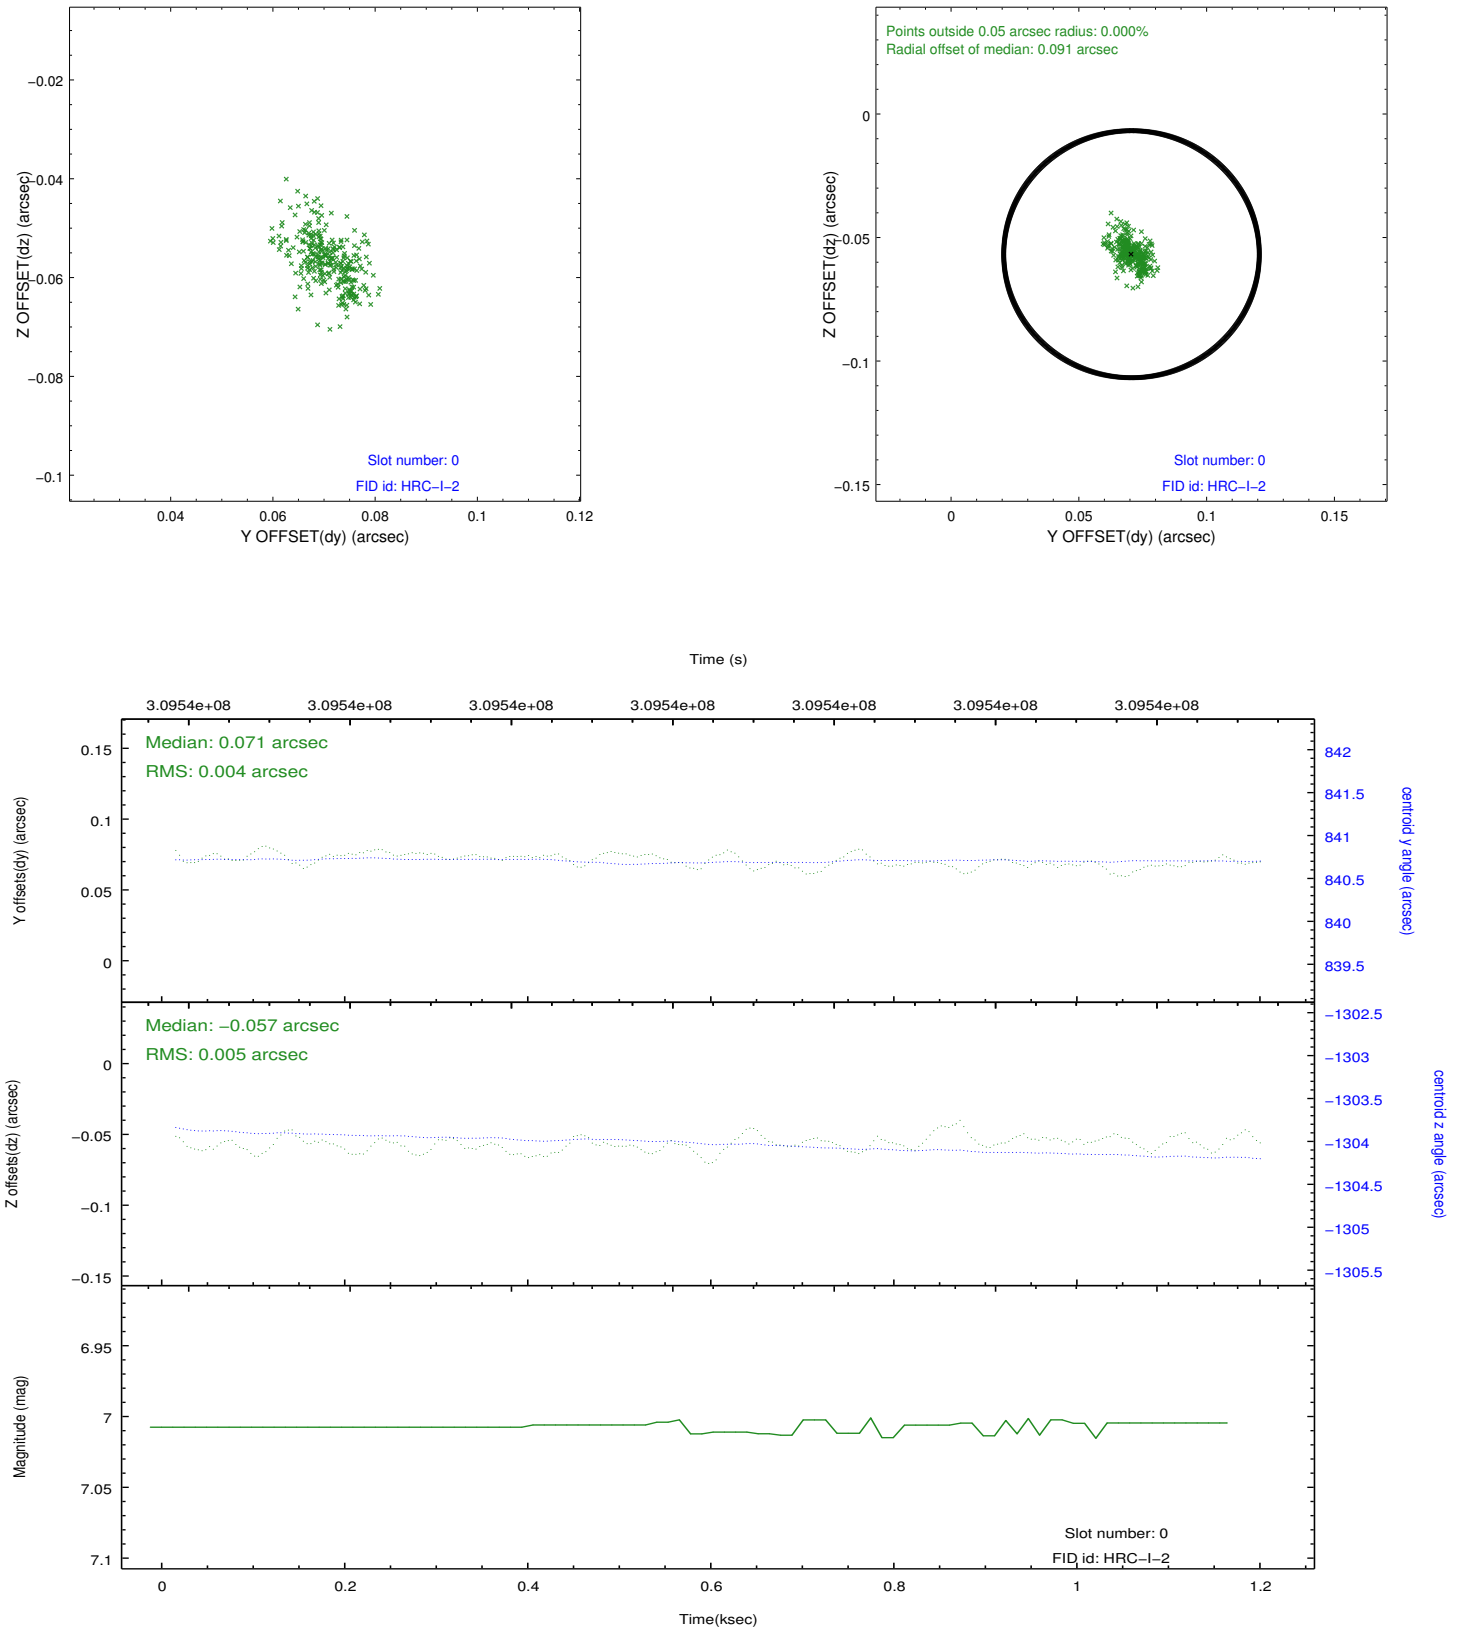 Points outside 0.05 arcsec radius: 0.000%
Radial offset of median: 0.091 arcsec
−0.02
−0.04
−0.06
−0.08
−0.1
Z OFFSET(dz) (arcsec)
0.04 0.06 0.08 0.1 0.12
Y OFFSET(dy) (arcsec)
Slot number: 0
FID id: HRC−I−2
0
−0.05
−0.1
−0.15
Z OFFSET(dz) (arcsec)
0 0.05 0.1 0.15
Y OFFSET(dy) (arcsec)
Slot number: 0
FID id: HRC−I−2
Time (s)
3.0954e+08 3.0954e+08 3.0954e+08 3.0954e+08 3.0954e+08 3.0954e+08 3.0954e+08
Median: 0.071 arcsec
RMS: 0.004 arcsec
0.15
0.1
0.05
0
Y offsets(dy) (arcsec)
842
841.5
841
840.5
840
839.5
centroid y angle (arcsec)
Median: −0.057 arcsec
RMS: 0.005 arcsec
0
−0.05
−0.1
−0.15
Z offsets(dz) (arcsec)
−1302.5
−1303
−1303.5
−1304
−1304.5
−1305
−1305.5
centroid z angle (arcsec)
6.95
7
7.05
7.1
Magnitude (mag)
Slot number: 0
FID id: HRC−I−2
0 0.2 0.4 0.6 0.8 1 1.2
Time(ksec)